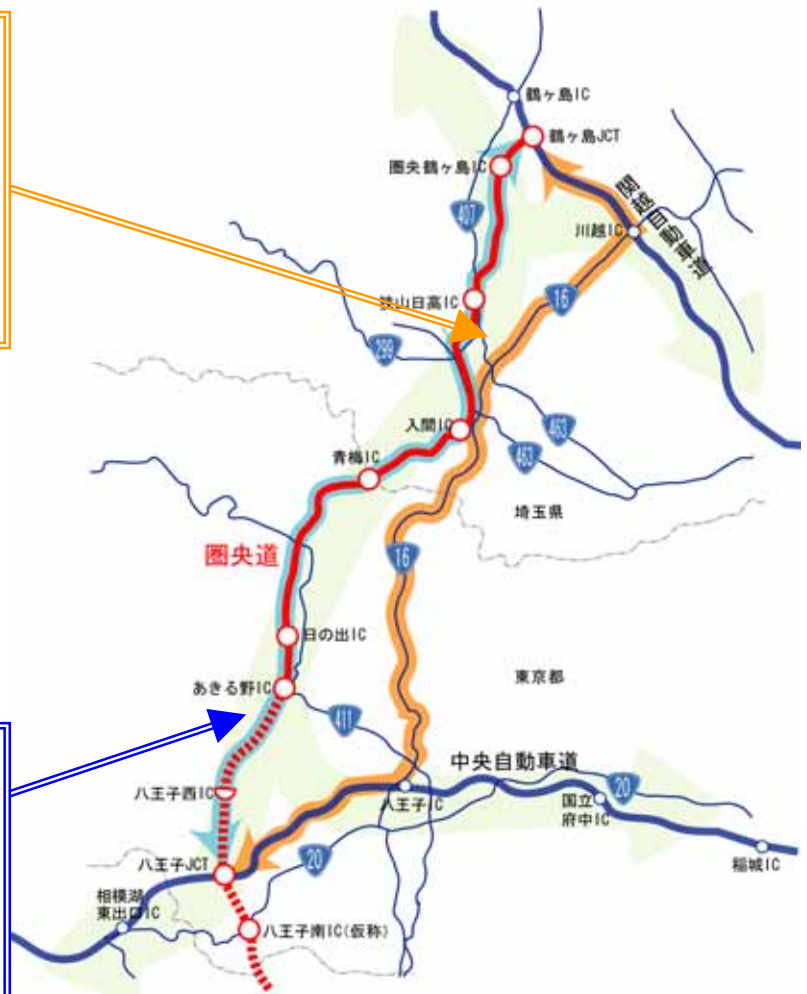 鶴ヶ島IC
鶴ヶ島JCT
圏央鶴ヶ島IC
407
関越自動車道
川越IC
16
狭山日高IC
299
入間IC
463
463
青梅IC
埼玉県
圏央道
16
日の出IC
東京都
あきる野IC
411
中央自動車道
八王子西IC
八王子IC
国立
府中IC
20
八王子JCT
20
稲城IC
相模湖
東出口IC
八王子南IC(仮称)